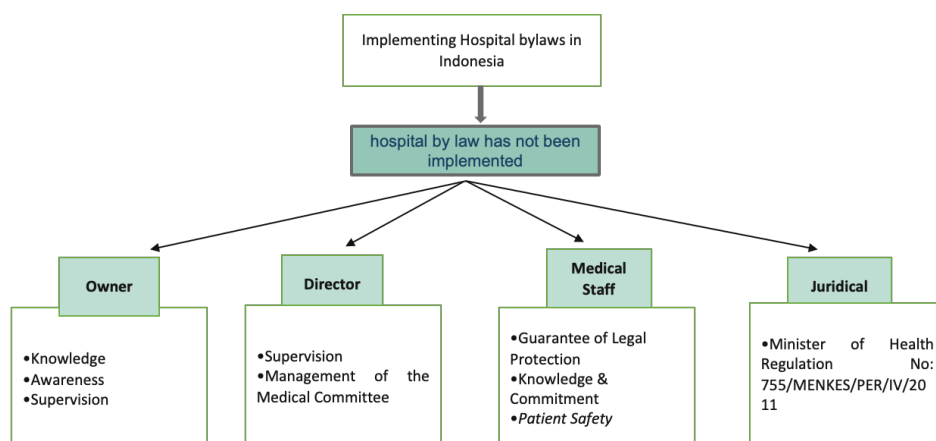 Implementing Hospital bylaws in
Indonesia
hospital by law has not been
implemented
Owner
•Knowledge
•Awareness
•Supervision
Director
•Supervision
•Management of the
Medical Committee
Medical
Staff
•Guarantee of Legal
Protection
•Knowledge &
Commitment
•Patient Safety
Juridical
•Minister of Health
Regulation No:
755/MENKES/PER/IV/20
11